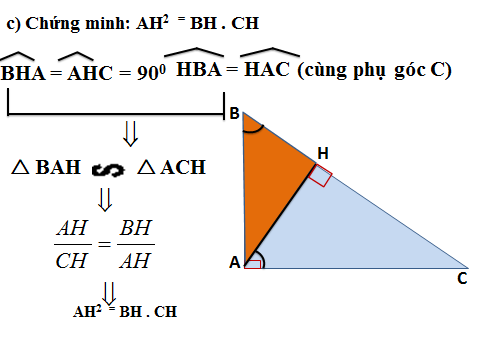 c) Chứng minh: AH² = BH . CH
BHA = AHC = 90⁰ HBA = HAC (cùng phụ góc C)
B
⇓
H
△ BAH ∽ △ ACH
⇓
AH/CH = BH/AH
A
C
⇓
AH² = BH . CH